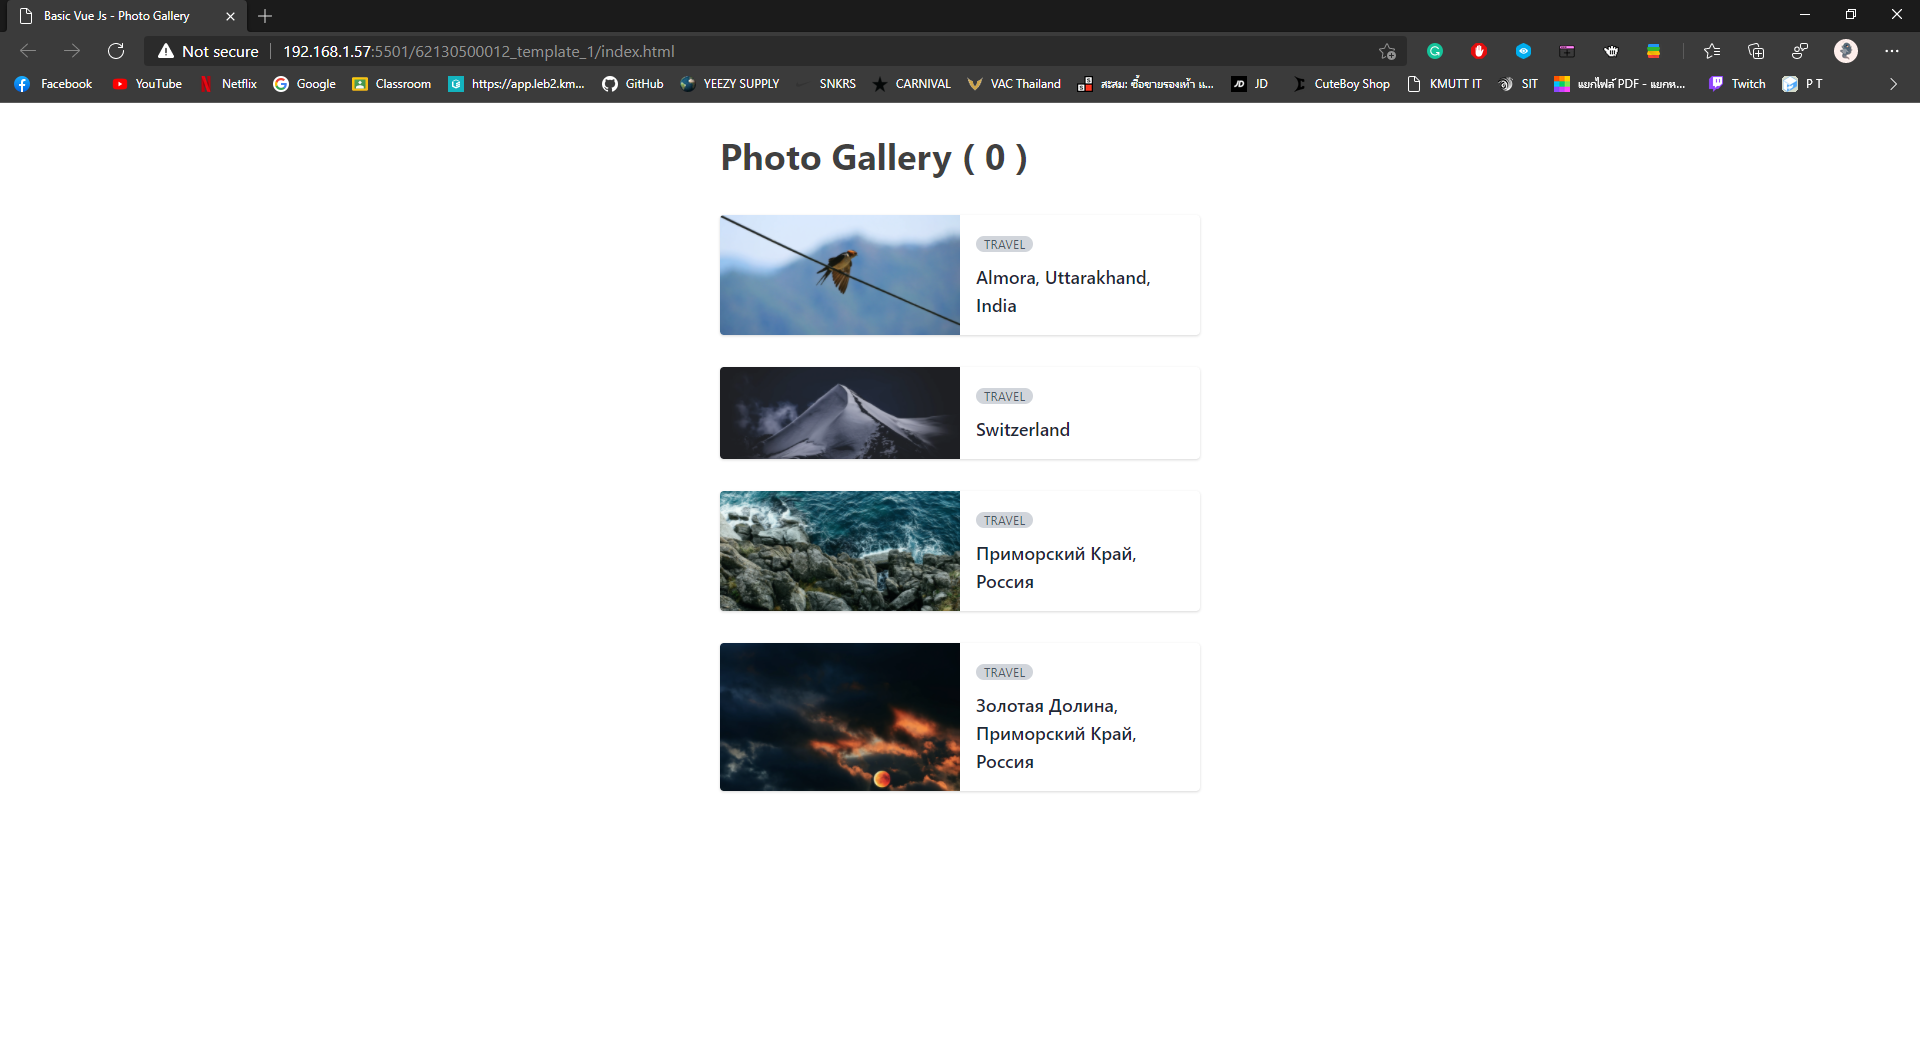 Basic Vue Js - Photo Gallery
Not secure 192.168.1.57:5501/62130500012_template_1/index.html
Facebook YouTube Netflix Google Classroom https://app.leb2.km... GitHub YEEZY SUPPLY SNKRS CARNIVAL VAC Thailand สะสม: ซื้อขายรองเท้า แ... JD CuteBoy Shop KMUTT IT SIT แยกไฟล์ PDF - แยกห... Twitch P T
Photo Gallery ( 0 )
TRAVEL
Almora, Uttarakhand,
India
TRAVEL
Switzerland
TRAVEL
Приморский Край,
Россия
TRAVEL
Золотая Долина,
Приморский Край,
Россия